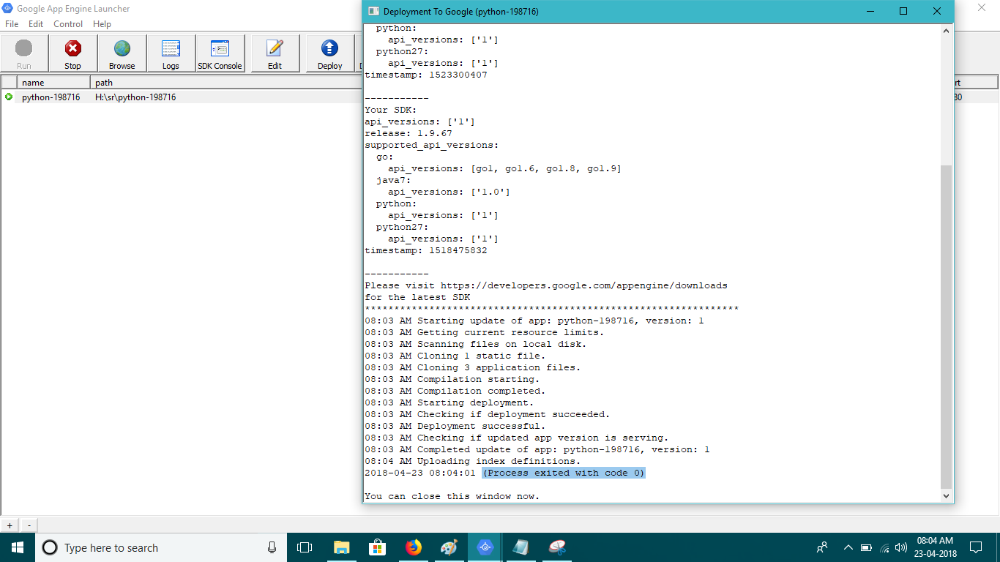 Google App Engine Launcher
File Edit Control Help
Run Stop Browse Logs SDK Console Edit Deploy
name path
python-198716 H:\sr\python-198716
Deployment To Google (python-198716)
python:
api_versions: ['1']
python27:
api_versions: ['1']
timestamp: 1523300407
-----------
Your SDK:
api_versions: ['1']
release: 1.9.67
supported_api_versions:
go:
api_versions: [go1, go1.6, go1.8, go1.9]
java7:
api_versions: ['1.0']
python:
api_versions: ['1']
python27:
api_versions: ['1']
timestamp: 1518475832
-----------
Please visit https://developers.google.com/appengine/downloads
for the latest SDK
****************************************************************
08:03 AM Starting update of app: python-198716, version: 1
08:03 AM Getting current resource limits.
08:03 AM Scanning files on local disk.
08:03 AM Cloning 1 static file.
08:03 AM Cloning 3 application files.
08:03 AM Compilation starting.
08:03 AM Compilation completed.
08:03 AM Starting deployment.
08:03 AM Checking if deployment succeeded.
08:03 AM Deployment successful.
08:03 AM Checking if updated app version is serving.
08:03 AM Completed update of app: python-198716, version: 1
08:04 AM Uploading index definitions.
2018-04-23 08:04:01 (Process exited with code 0)
You can close this window now.
rt
80
+ -
Type here to search
08:04 AM
23-04-2018